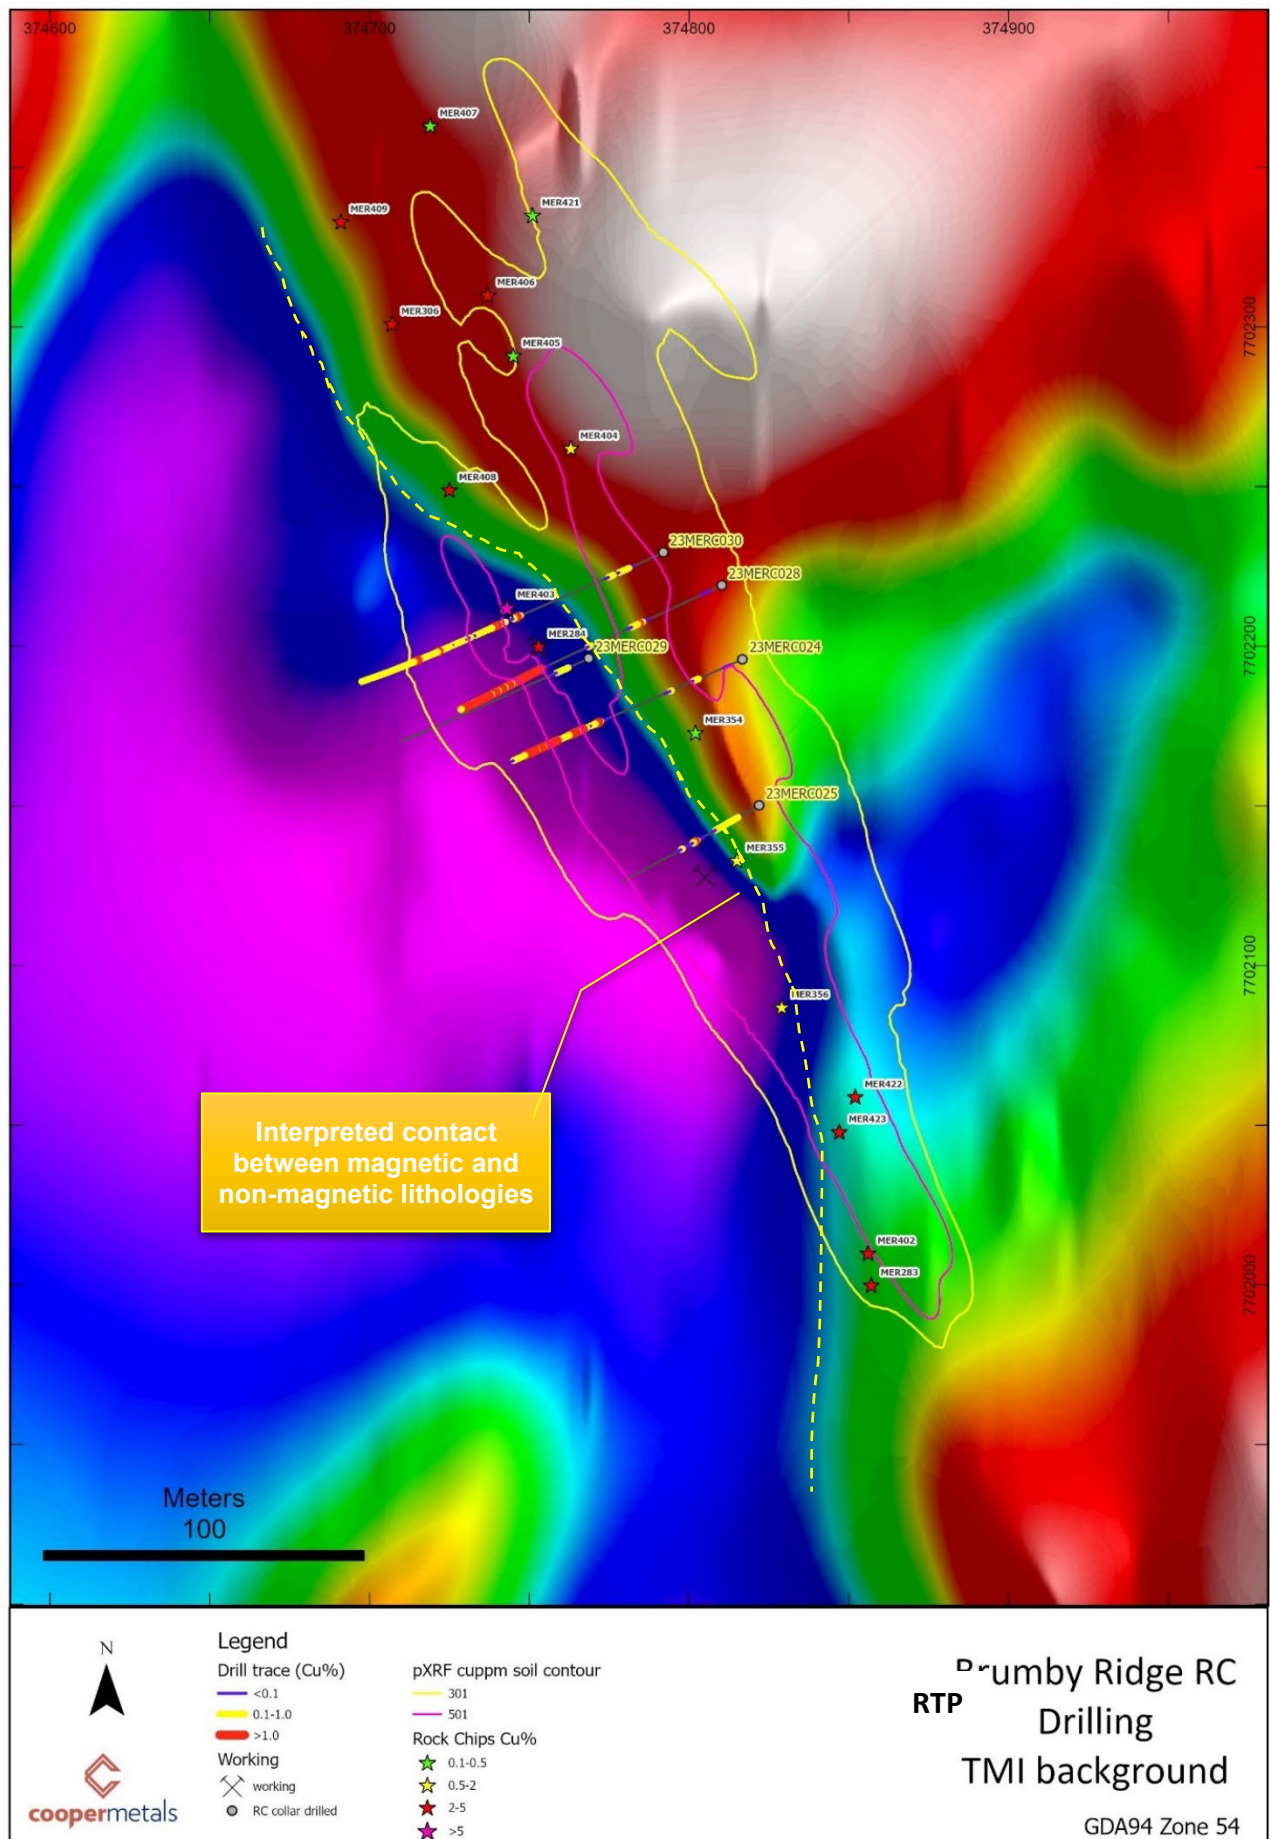 374600
374700
374800
374900
MER407
MER421
MER409
MER406
MER306
7702300
MER405
MER404
MER408
23MERC030
23MERC028
MER403
MER284
23MERC029
23MERC024
7702200
MER354
23MERC025
MER355
7702100
MER356
MER422
MER423
Interpreted contact
between magnetic and
non-magnetic lithologies
MER402
MER283
7702000
Meters
100
N
coopermetals
Legend
Drill trace (Cu%)
<0.1
0.1-1.0
>1.0
Working
working
RC collar drilled
pXRF cuppm soil contour
301
501
Rock Chips Cu%
0.1-0.5
0.5-2
2-5
>5
Brumby Ridge RC
RTP
Drilling
TMI background
GDA94 Zone 54